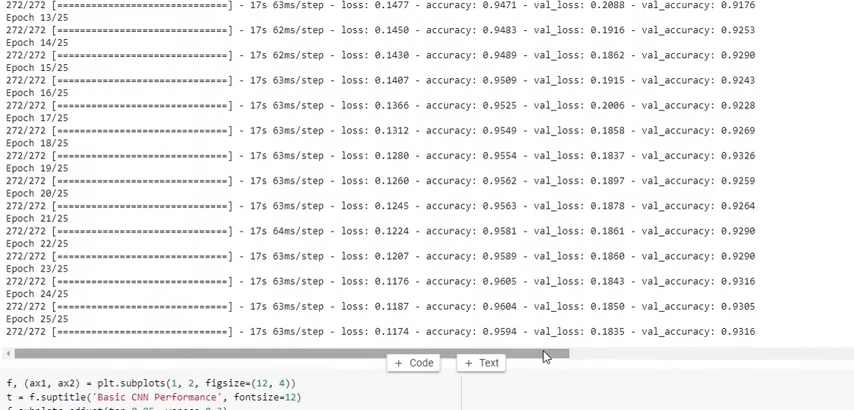 272/272 [==============================] - 17s 63ms/step - loss: 0.1477 - accuracy: 0.9471 - val_loss: 0.2088 - val_accuracy: 0.9176
Epoch 13/25
272/272 [==============================] - 17s 62ms/step - loss: 0.1450 - accuracy: 0.9483 - val_loss: 0.1916 - val_accuracy: 0.9253
Epoch 14/25
272/272 [==============================] - 17s 62ms/step - loss: 0.1430 - accuracy: 0.9489 - val_loss: 0.1862 - val_accuracy: 0.9290
Epoch 15/25
272/272 [==============================] - 17s 63ms/step - loss: 0.1407 - accuracy: 0.9509 - val_loss: 0.1915 - val_accuracy: 0.9243
Epoch 16/25
272/272 [==============================] - 17s 63ms/step - loss: 0.1366 - accuracy: 0.9525 - val_loss: 0.2006 - val_accuracy: 0.9228
Epoch 17/25
272/272 [==============================] - 17s 63ms/step - loss: 0.1312 - accuracy: 0.9549 - val_loss: 0.1858 - val_accuracy: 0.9269
Epoch 18/25
272/272 [==============================] - 17s 63ms/step - loss: 0.1280 - accuracy: 0.9554 - val_loss: 0.1837 - val_accuracy: 0.9326
Epoch 19/25
272/272 [==============================] - 17s 63ms/step - loss: 0.1260 - accuracy: 0.9562 - val_loss: 0.1897 - val_accuracy: 0.9259
Epoch 20/25
272/272 [==============================] - 17s 63ms/step - loss: 0.1245 - accuracy: 0.9563 - val_loss: 0.1878 - val_accuracy: 0.9264
Epoch 21/25
272/272 [==============================] - 17s 64ms/step - loss: 0.1224 - accuracy: 0.9581 - val_loss: 0.1861 - val_accuracy: 0.9290
Epoch 22/25
272/272 [==============================] - 17s 63ms/step - loss: 0.1207 - accuracy: 0.9589 - val_loss: 0.1860 - val_accuracy: 0.9290
Epoch 23/25
272/272 [==============================] - 17s 63ms/step - loss: 0.1176 - accuracy: 0.9605 - val_loss: 0.1843 - val_accuracy: 0.9316
Epoch 24/25
272/272 [==============================] - 17s 63ms/step - loss: 0.1187 - accuracy: 0.9604 - val_loss: 0.1850 - val_accuracy: 0.9305
Epoch 25/25
272/272 [==============================] - 17s 63ms/step - loss: 0.1174 - accuracy: 0.9594 - val_loss: 0.1835 - val_accuracy: 0.9316
+ Code + Text
f, (ax1, ax2) = plt.subplots(1, 2, figsize=(12, 4))
t = f.suptitle('Basic CNN Performance', fontsize=12)